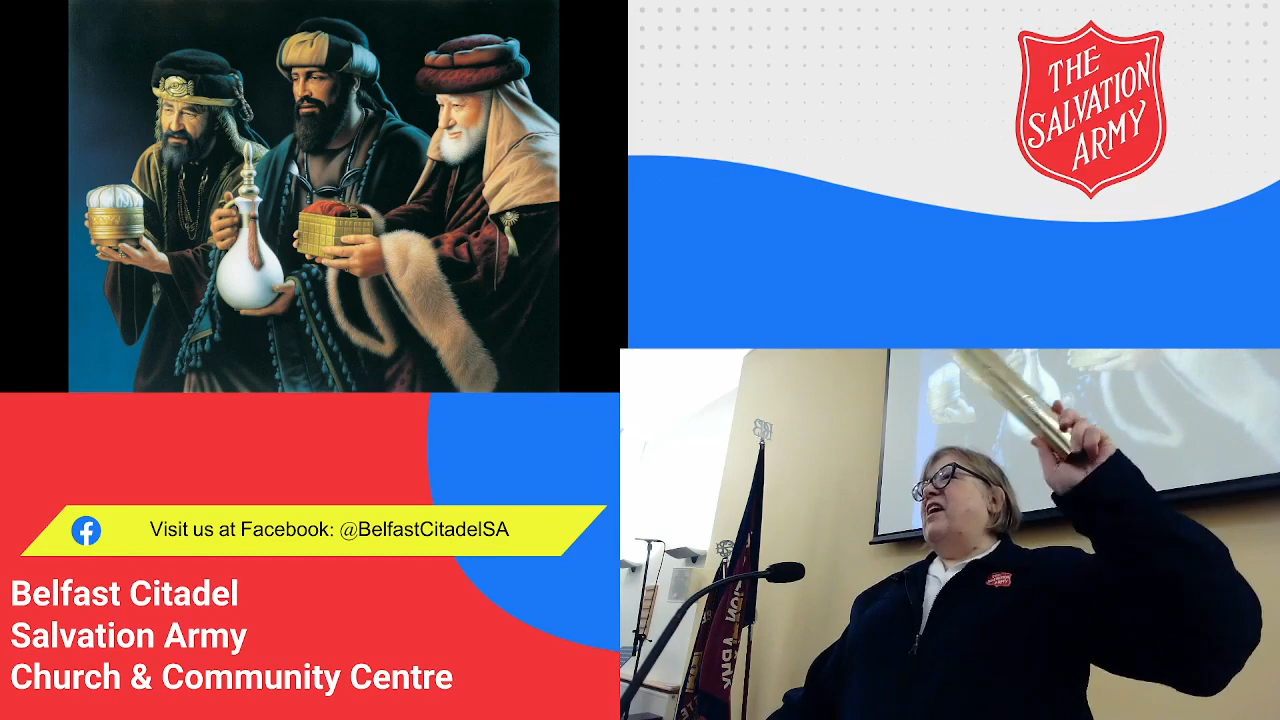 THE
SALVATION
ARMY
Visit us at Facebook: @BelfastCitadelSA
Belfast Citadel
Salvation Army
Church & Community Centre